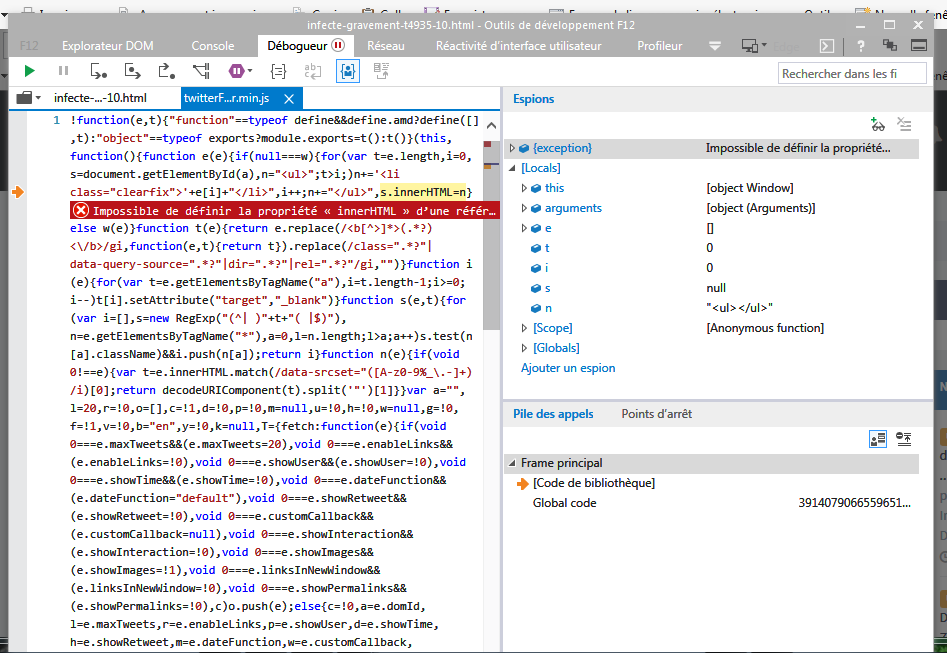 infecte-gravement-t4935-10.html - Outils de développement F12
F12 Explorateur DOM Console Débogueur Réseau Réactivité d'interface utilisateur Profileur Edge
Rechercher dans les fi
infecte-...-10.html twitterF...r.min.js
1 !function(e,t){"function"==typeof define&&define.amd?define([]
,t):"object"==typeof exports?module.exports=t():t()}(this,
function(){function e(e){if(null===w){for(var t=e.length,i=0,
s=document.getElementById(a),n="<ul>";t>i;)n+='<li
class="clearfix">'+e[i]+"</li>",i++;n+="</ul>",s.innerHTML=n}
Impossible de définir la propriété « innerHTML » d'une référ...
else w(e)}function t(e){return e.replace(/<b[^>]*>(.*?)
<\/b>/gi,function(e,t){return t}).replace(/class=".*?"|
data-query-source=".*?"|dir=".*?"|rel=".*?"/gi,"")}function i
(e){for(var t=e.getElementsByTagName("a"),i=t.length-1;i>=0;
i--)t[i].setAttribute("target","_blank")}function s(e,t){for
(var i=[],s=new RegExp("(^| )"+t+"( |$)"),
n=e.getElementsByTagName("*"),a=0,l=n.length;l>a;a++)s.test(n
[a].className)&&i.push(n[a]);return i}function n(e){if(void
0!==e){var t=e.innerHTML.match(/data-srcset="([A-z0-9%_\.-]+)
/i)[0];return decodeURIComponent(t).split('"')[1]}}var a="",
l=20,r=!0,o=[],c=!1,d=!0,p=!0,m=null,u=!0,h=!0,w=null,g=!0,
f=!1,v=!0,b="en",y=!0,k=null,T={fetch:function(e){if(void
0===e.maxTweets&&(e.maxTweets=20),void 0===e.enableLinks&&
(e.enableLinks=!0),void 0===e.showUser&&(e.showUser=!0),void
0===e.showTime&&(e.showTime=!0),void 0===e.dateFunction&&
(e.dateFunction="default"),void 0===e.showRetweet&&
(e.showRetweet=!0),void 0===e.customCallback&&
(e.customCallback=null),void 0===e.showInteraction&&
(e.showInteraction=!0),void 0===e.showImages&&
(e.showImages=!1),void 0===e.linksInNewWindow&&
(e.linksInNewWindow=!0),void 0===e.showPermalinks&&
(e.showPermalinks=!0),c)o.push(e);else{c=!0,a=e.domId,
l=e.maxTweets,r=e.enableLinks,p=e.showUser,d=e.showTime,
h=e.showRetweet,m=e.dateFunction,w=e.customCallback,
Espions
{exception} Impossible de définir la propriété...
[Locals]
this [object Window]
arguments [object (Arguments)]
e []
t 0
i 0
s null
n "<ul></ul>"
[Scope] [Anonymous function]
[Globals]
Ajouter un espion
Pile des appels Points d'arrêt
Frame principal
[Code de bibliothèque]
Global code 3914079066559651...